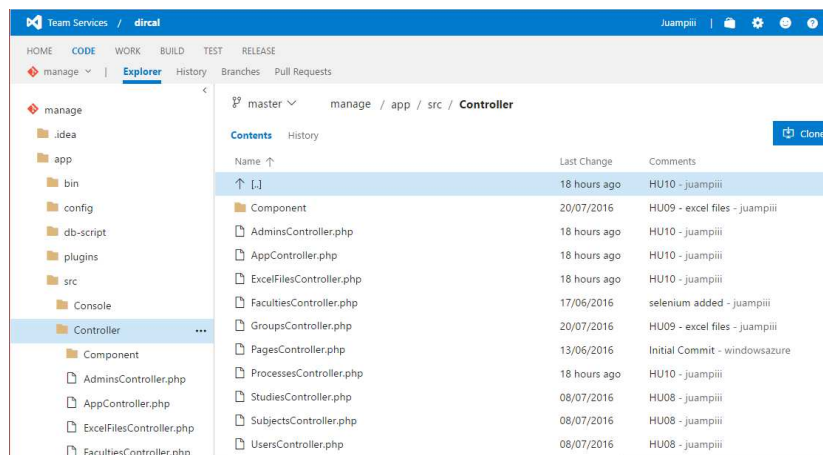 Team Services / dircal Juampiii |
HOME CODE WORK BUILD TEST RELEASE
manage | Explorer History Branches Pull Requests
manage
.idea
app
bin
config
db-script
plugins
src
Console
Controller ...
Component
AdminsController.php
AppController.php
ExcelFilesController.php
FacultiesController.php
master manage / app / src / Controller
Contents History Clone
Name ↑ Last Change Comments
↑ [..] 18 hours ago HU10 - juampiii
Component 20/07/2016 HU09 - excel files - juampiii
AdminsController.php 18 hours ago HU10 - juampiii
AppController.php 18 hours ago HU10 - juampiii
ExcelFilesController.php 18 hours ago HU10 - juampiii
FacultiesController.php 17/06/2016 selenium added - juampiii
GroupsController.php 20/07/2016 HU09 - excel files - juampiii
PagesController.php 13/06/2016 Initial Commit - windowsazure
ProcessesController.php 18 hours ago HU10 - juampiii
StudiesController.php 08/07/2016 HU08 - juampiii
SubjectsController.php 08/07/2016 HU08 - juampiii
UsersController.php 08/07/2016 HU08 - juampiii